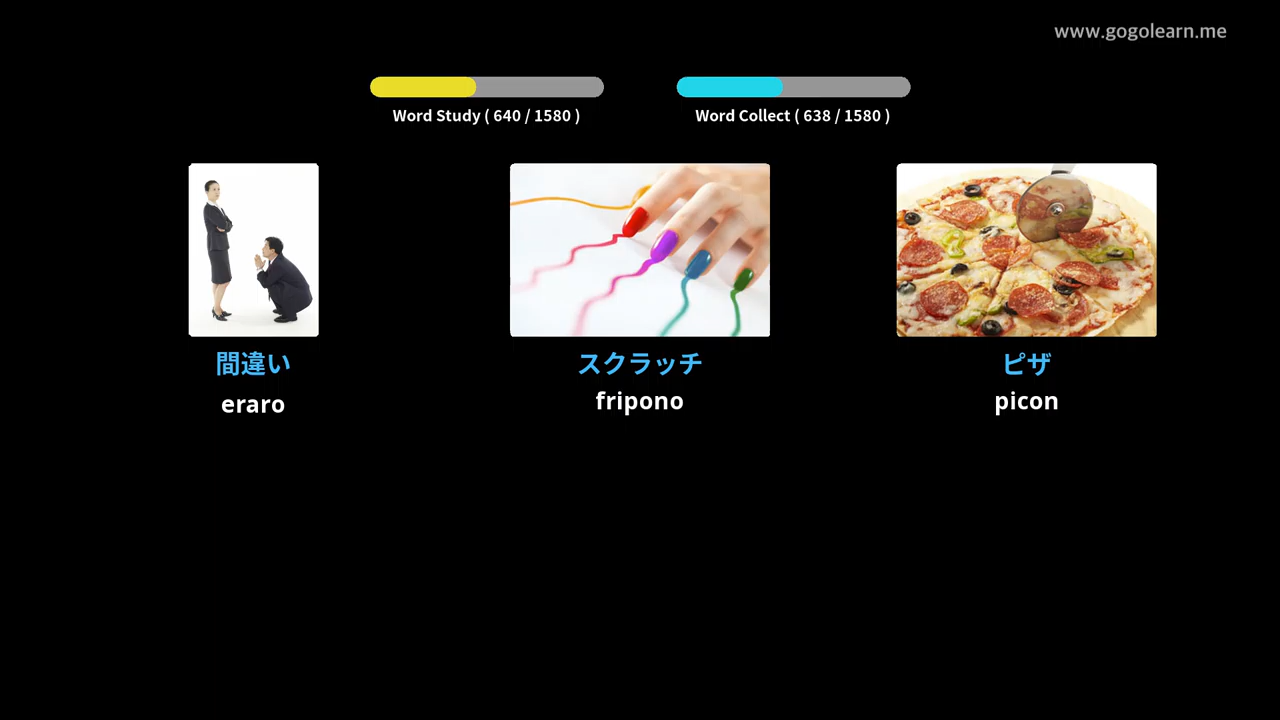 www.gogolearn.me
Word Study ( 640 / 1580 )
Word Collect ( 638 / 1580 )
間違い
eraro
スクラッチ
fripono
ピザ
picon